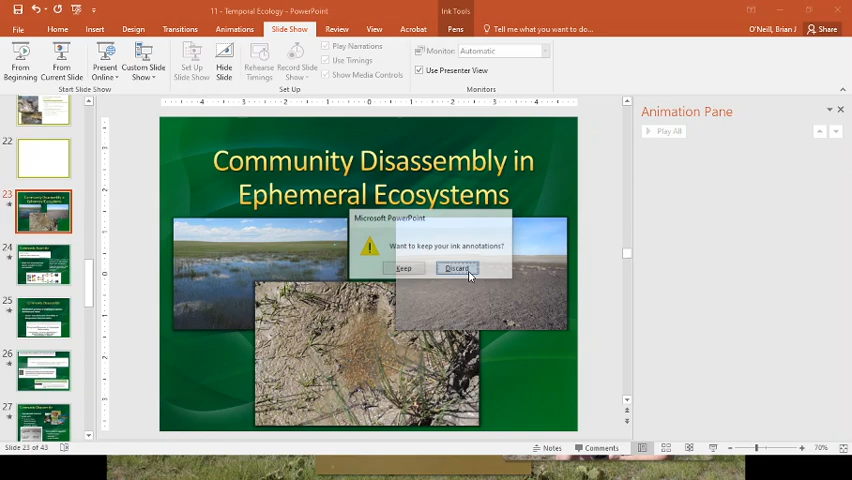 11 - Temporal Ecology - PowerPoint
Ink Tools
File Home Insert Design Transitions Animations Slide Show Review View Acrobat Pens Tell me what you want to do... O'Neill, Brian J Share
From Beginning
From Current Slide
Present Online
Custom Slide Show
Set Up Slide Show
Hide Slide
Rehearse Timings
Record Slide Show
Play Narrations
Use Timings
Show Media Controls
Monitor: Automatic
Use Presenter View
Start Slide Show
Set Up
Monitors
22
23
24
25
26
27
Community Disassembly in
Ephemeral Ecosystems
Microsoft PowerPoint
Want to keep your ink annotations?
Keep Discard
Animation Pane
Play All
Slide 23 of 43
Notes Comments
70%